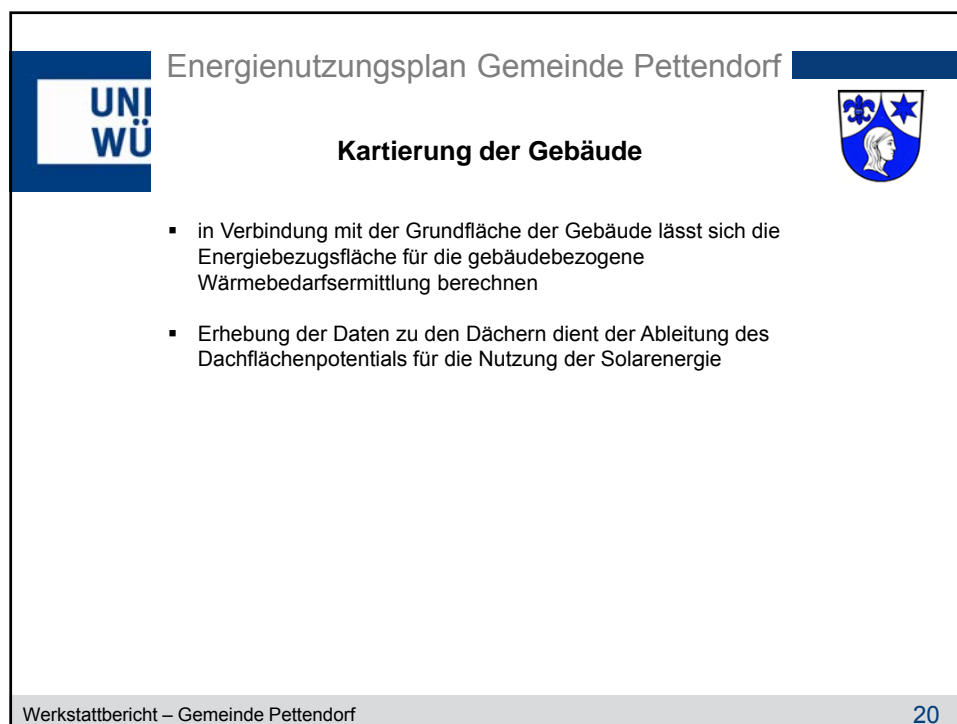 Energienutzungsplan Gemeinde Pettendorf
UNI
WÜ
Kartierung der Gebäude
▪ in Verbindung mit der Grundfläche der Gebäude lässt sich die
Energiebezugsfläche für die gebäudebezogene
Wärmebedarfsermittlung berechnen
▪ Erhebung der Daten zu den Dächern dient der Ableitung des
Dachflächenpotentials für die Nutzung der Solarenergie
Werkstattbericht – Gemeinde Pettendorf
20